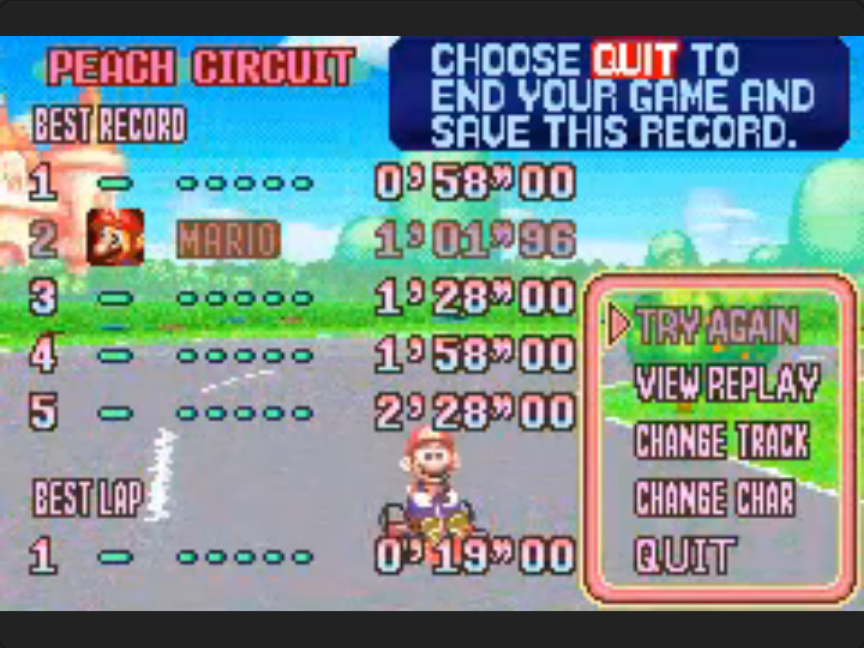 PEACH CIRCUIT
CHOOSE QUIT TO
END YOUR GAME AND
SAVE THIS RECORD.
BEST RECORD
1 - ----- 0'58"00
2 MARIO 1'01"96
3 - ----- 1'28"00
4 - ----- 1'58"00
5 - ----- 2'28"00
TRY AGAIN
VIEW REPLAY
CHANGE TRACK
CHANGE CHAR
QUIT
BEST LAP
1 - ----- 0'19"00